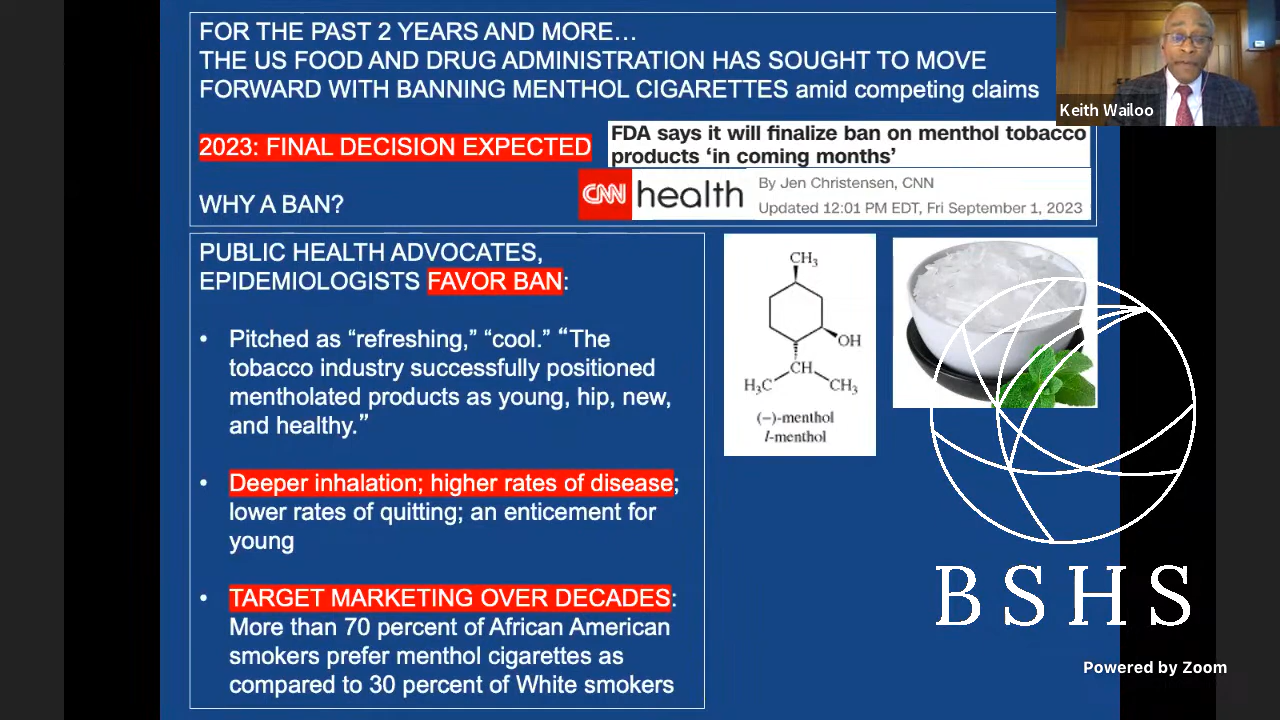 FOR THE PAST 2 YEARS AND MORE…
THE US FOOD AND DRUG ADMINISTRATION HAS SOUGHT TO MOVE
FORWARD WITH BANNING MENTHOL CIGARETTES amid competing claims
Keith Wailoo
2023: FINAL DECISION EXPECTED
FDA says it will finalize ban on menthol tobacco
products ‘in coming months’
CNN health
By Jen Christensen, CNN
Updated 12:01 PM EDT, Fri September 1, 2023
WHY A BAN?
PUBLIC HEALTH ADVOCATES,
EPIDEMIOLOGISTS FAVOR BAN:
• Pitched as “refreshing,” “cool.” “The
tobacco industry successfully positioned
mentholated products as young, hip, new,
and healthy.”
• Deeper inhalation; higher rates of disease;
lower rates of quitting; an enticement for
young
• TARGET MARKETING OVER DECADES:
More than 70 percent of African American
smokers prefer menthol cigarettes as
compared to 30 percent of White smokers
CH₃
OH
CH
H₃C CH₃
(−)-menthol
l-menthol
BSHS
Powered by Zoom